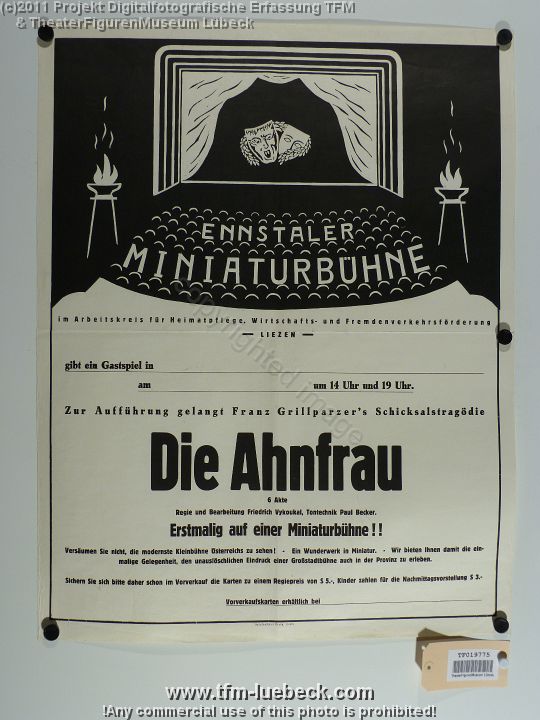 (c)2011 Projekt Digitalfotografische Erfassung TFM
& TheaterFigurenMuseum Lübeck
ENNSTALER
MINIATURBÜHNE
im Arbeitskreis für Heimatpflege, Wirtschafts- und Fremdenverkehrsförderung
— LIEZEN —
gibt ein Gastspiel in
am um 14 Uhr und 19 Uhr.
Zur Aufführung gelangt Franz Grillparzer's Schicksalstragödie
Die Ahnfrau
6 Akte
Regie und Bearbeitung Friedrich Vykoukal, Tontechnik Paul Becker.
Erstmalig auf einer Miniaturbühne!!
Versäumen Sie nicht, die modernste Kleinbühne Österreichs zu sehen! - Ein Wunderwerk in Miniatur. - Wir bieten Ihnen damit die ein-
malige Gelegenheit, den unauslöschlichen Eindruck einer Großstadtbühne auch in der Provinz zu erleben.
Sichern Sie sich bitte daher schon im Vorverkauf die Karten zu einem Regiepreis von S 5.-, Kinder zahlen für die Nachmittagsvorstellung S 3.-
Vorverkaufskarten erhältlich bei
copyrighted image
TF019775
TheaterFigurenMuseum Lübeck
www.tfm-luebeck.com
!Any commercial use of this photo is prohibited!